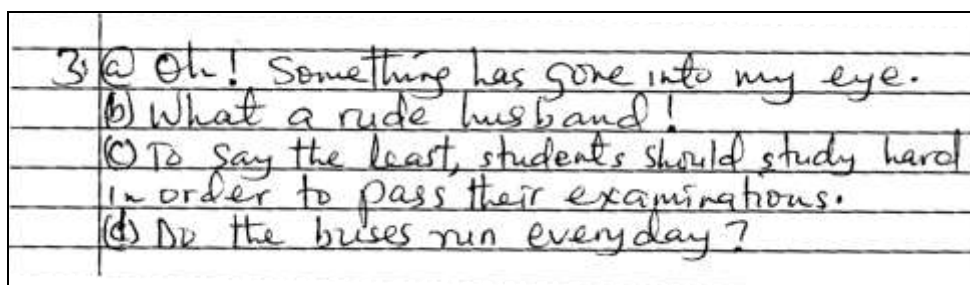 3. (a) Oh! Something has gone into my eye.
(b) What a rude husband!
(c) To say the least, students should study hard
in order to pass their examinations.
(d) Do the buses run everyday?